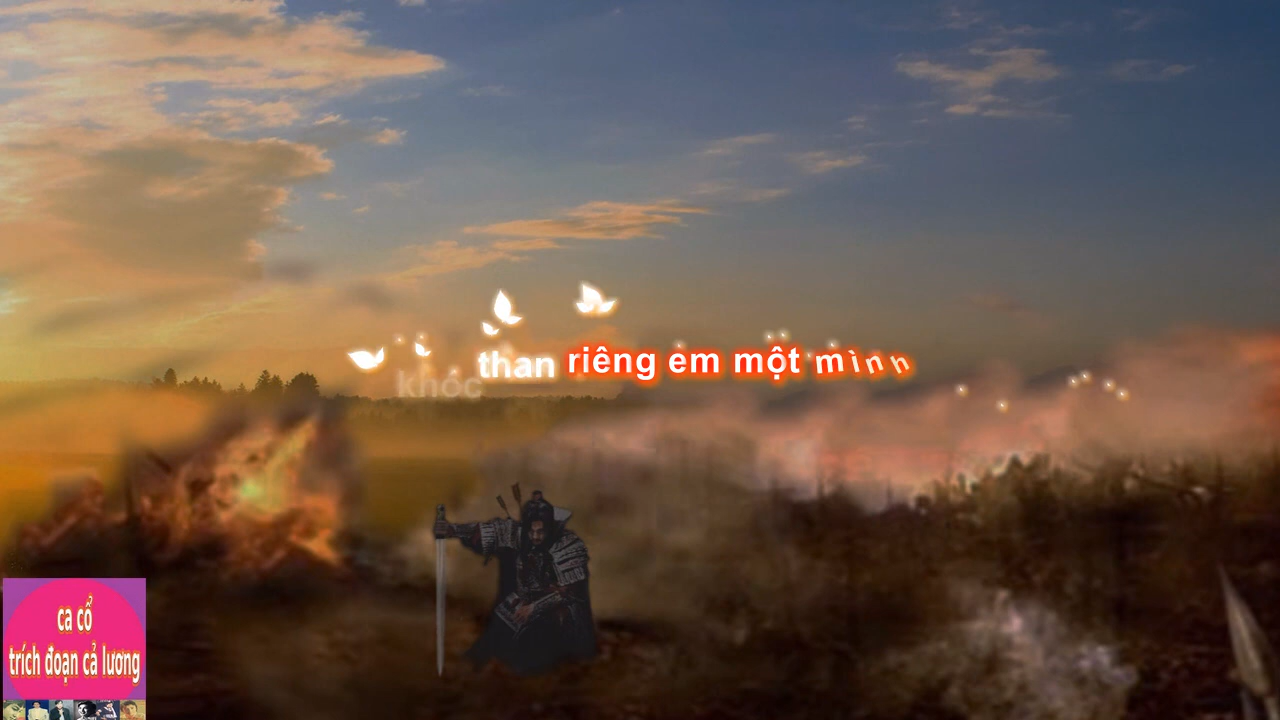 khóc than riêng em một mình
ca cổ
trích đoạn cả lương